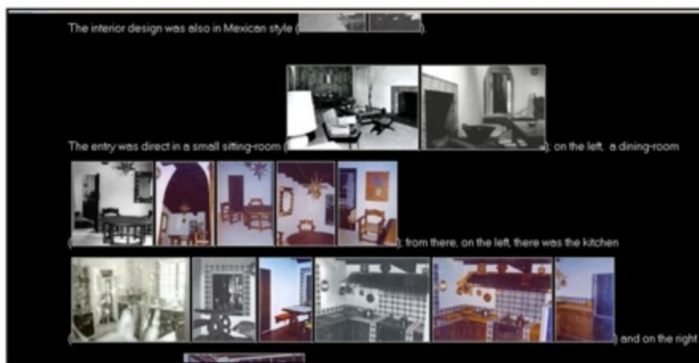 The interior design was also in Mexican style ( ).
The entry was direct in a small sitting-room ( ); on the left, a dining-room
( ); from there, on the left, there was the kitchen
( ) and on the right